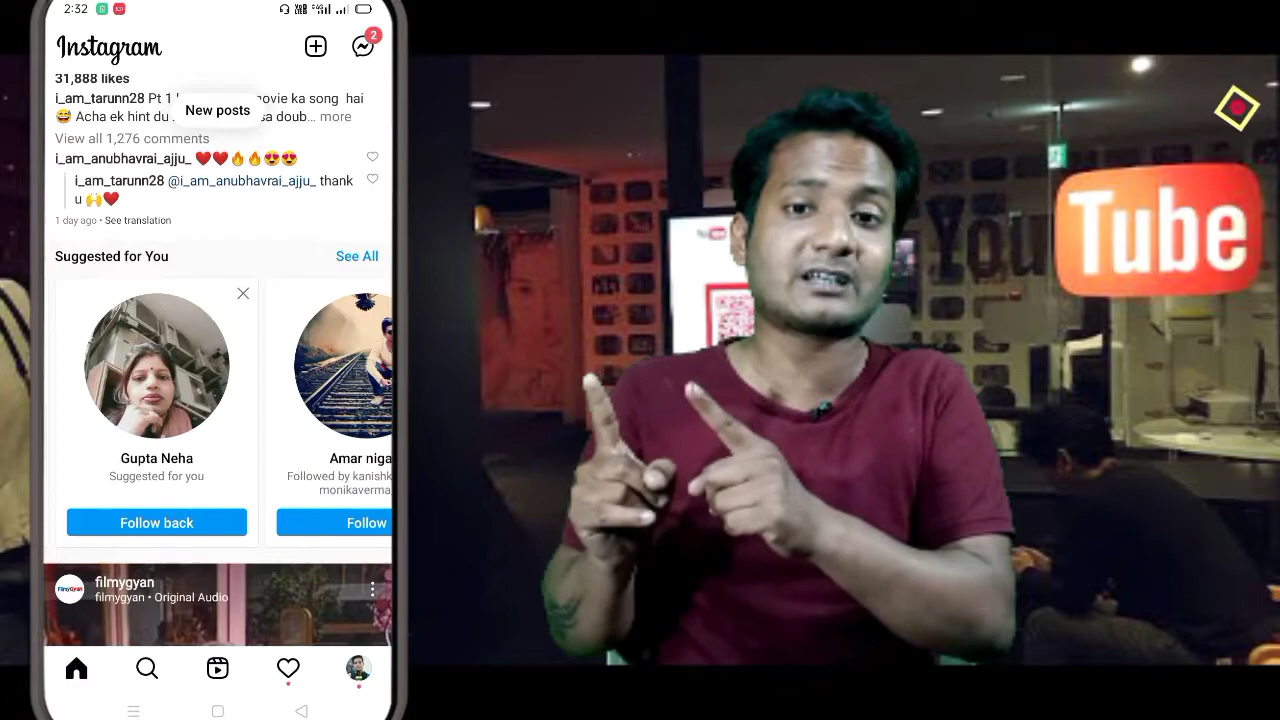 2:32
Instagram
2
31,888 likes
i_am_tarunn28 Pt 1 ovie ka song hai
😅 Acha ek hint du sa doub... more
New posts
View all 1,276 comments
i_am_anubhavrai_ajju_ ❤️❤️🔥🔥😍😍
i_am_tarunn28 @i_am_anubhavrai_ajju_ thank
u 🙌❤️
1 day ago • See translation
Suggested for You
See All
Gupta Neha
Suggested for you
Follow back
Amar niga
Followed by kanishk
monikaverma
Follow
FilmyGyan
filmygyan
filmygyan • Original Audio
You
Tube